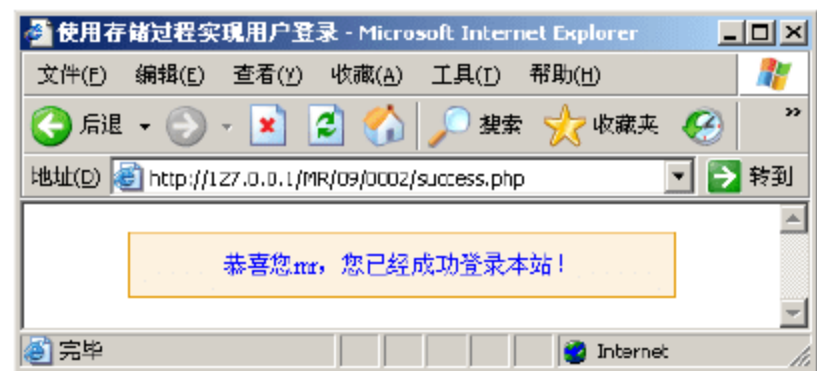 使用存储过程实现用户登录 - Microsoft Internet Explorer
文件(F) 编辑(E) 查看(V) 收藏(A) 工具(T) 帮助(H)
后退 搜索 收藏夹 »
地址(D) http://127.0.0.1/MR/09/0002/success.php 转到
恭喜您mr，您已经成功登录本站！
完毕 Internet